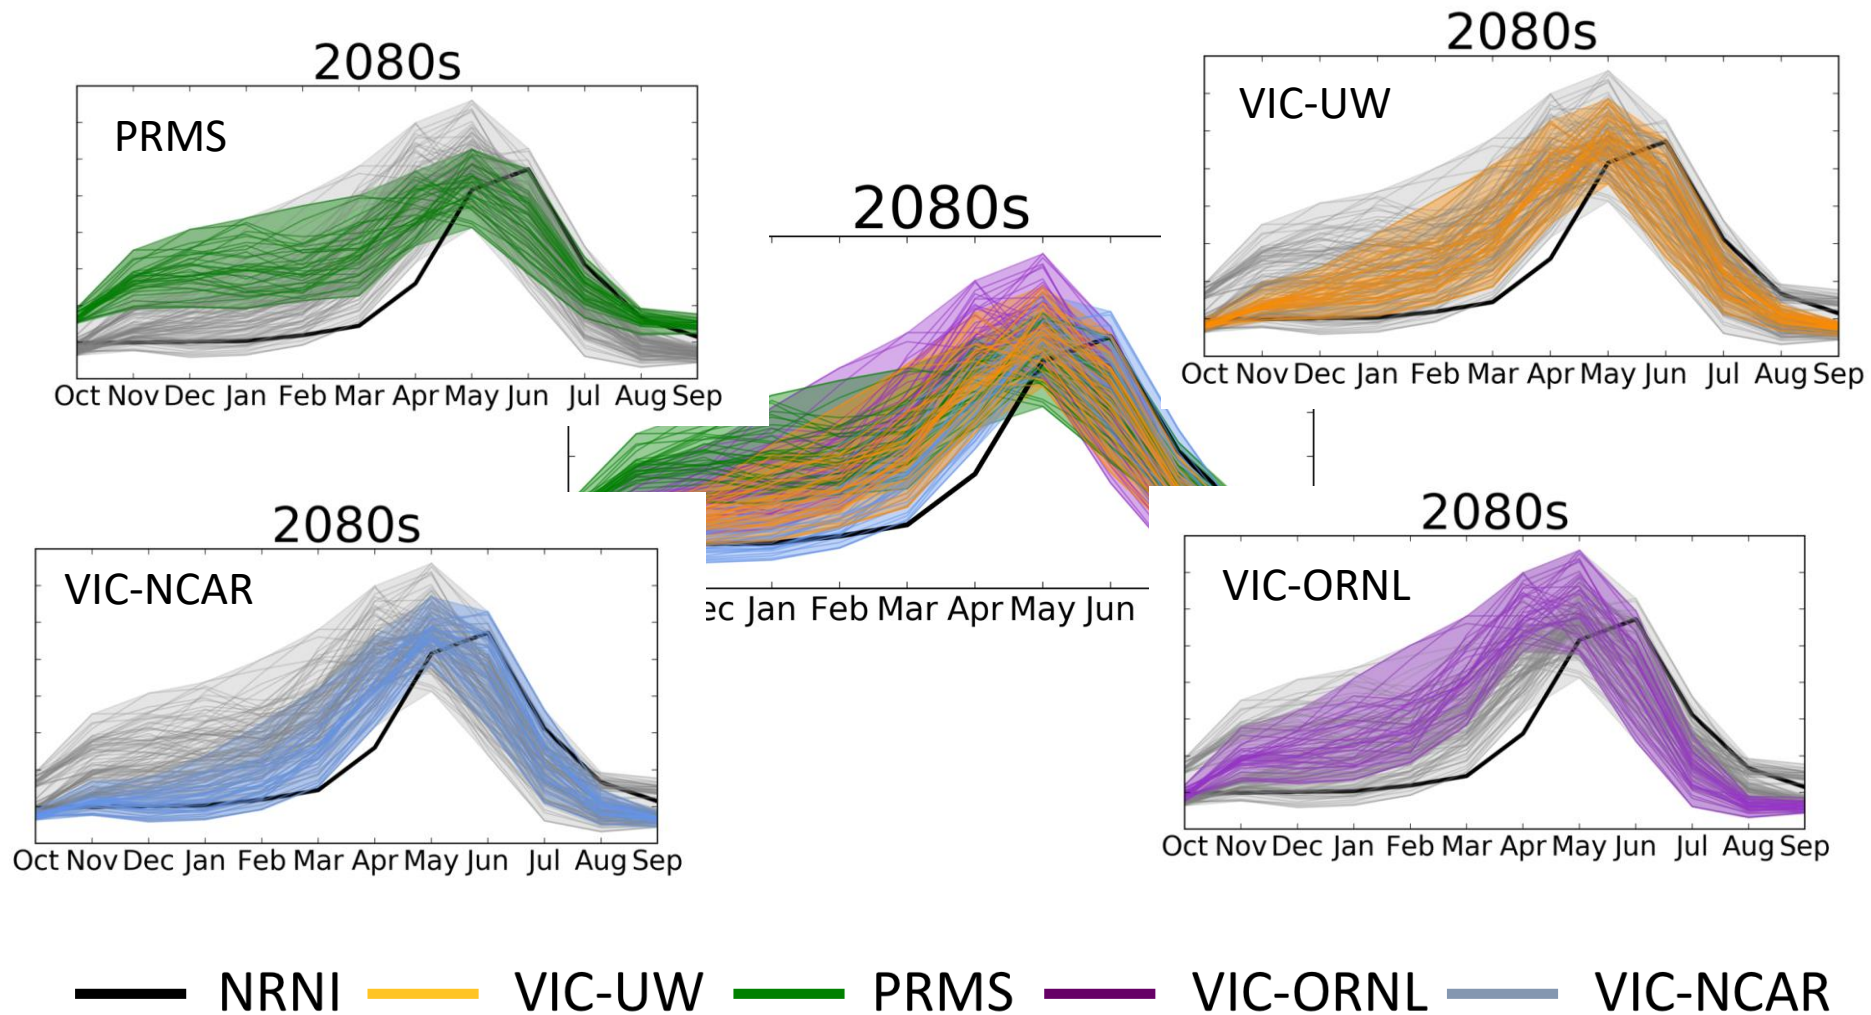 2080s
PRMS
Oct Nov Dec Jan Feb Mar Apr May Jun Jul Aug Sep
2080s
VIC-UW
Oct Nov Dec Jan Feb Mar Apr May Jun Jul Aug Sep
2080s
ec Jan Feb Mar Apr May Jun
2080s
VIC-NCAR
Oct Nov Dec Jan Feb Mar Apr May Jun Jul Aug Sep
2080s
VIC-ORNL
Oct Nov Dec Jan Feb Mar Apr May Jun Jul Aug Sep
NRNI VIC-UW PRMS VIC-ORNL VIC-NCAR